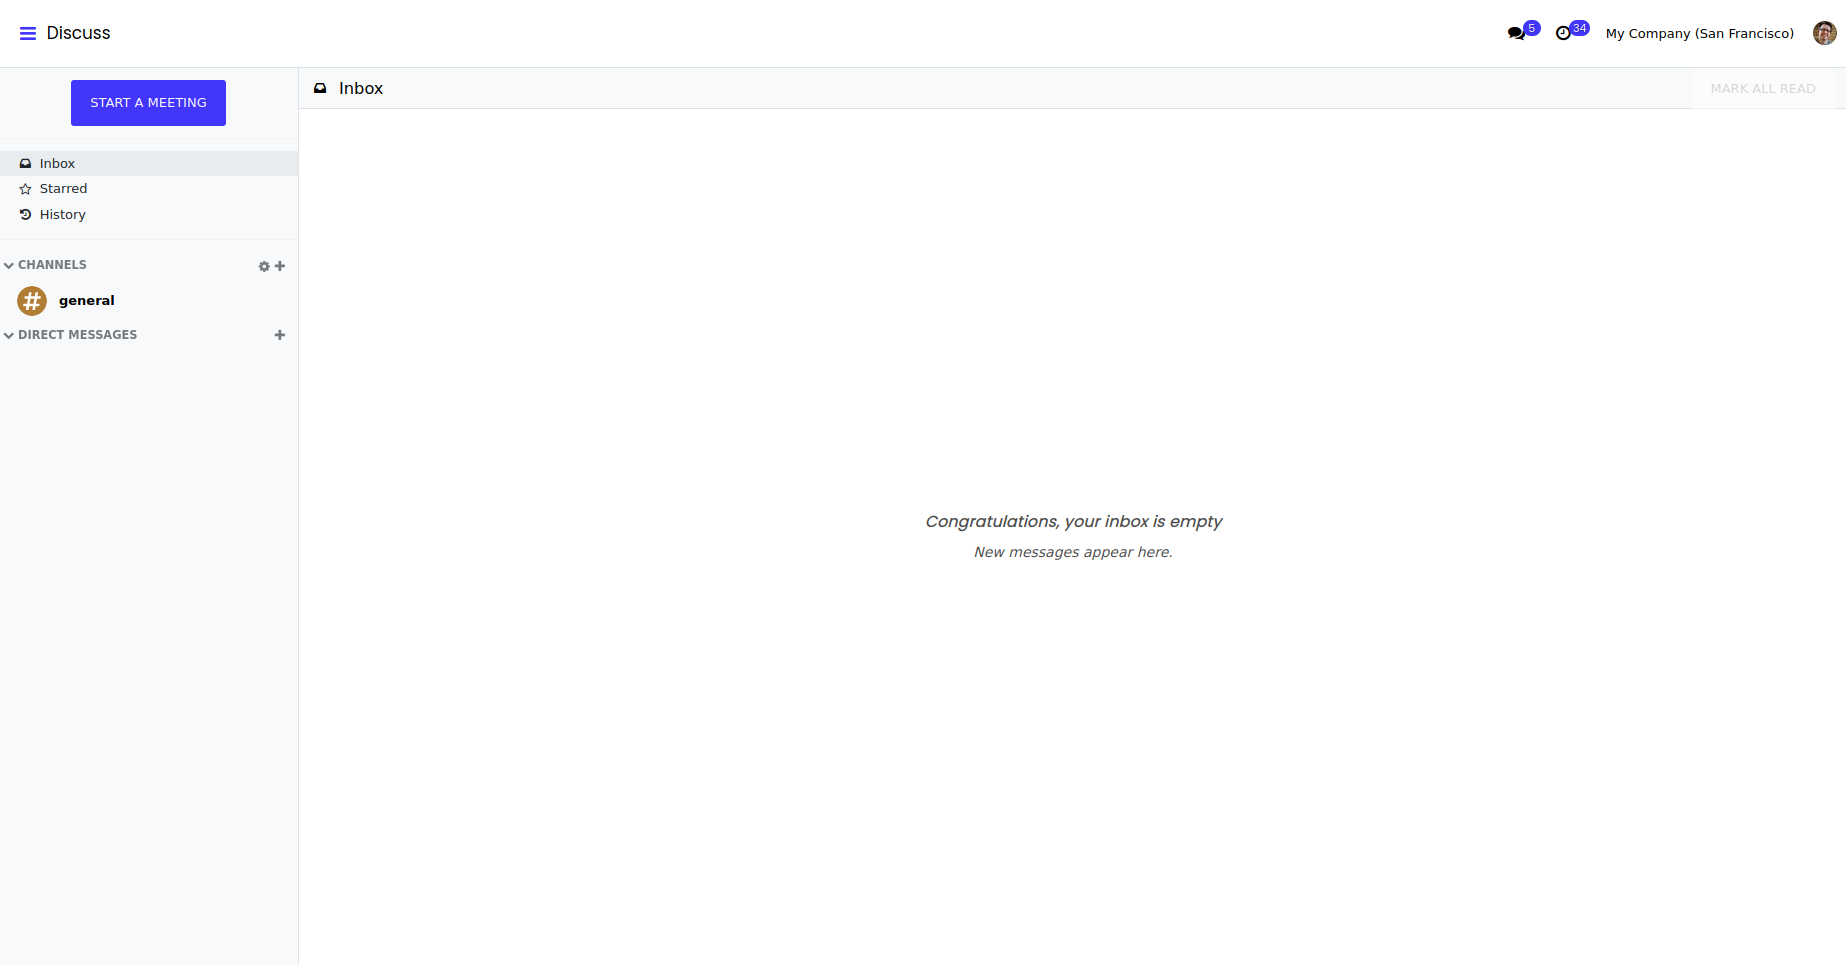 Discuss
5
34
My Company (San Francisco)
START A MEETING
Inbox
Starred
History
CHANNELS
general
DIRECT MESSAGES
Inbox
MARK ALL READ
Congratulations, your inbox is empty
New messages appear here.